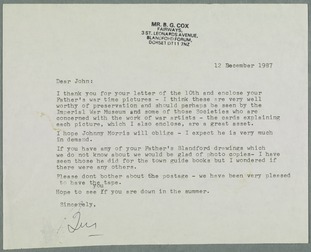 MR. B. G. COX
FAIRWAYS,
3 ST. LEONARDS AVENUE,
BLANDFORD FORUM,
DORSET DT11 7NZ
12 December 1987
Dear John:
I thank you for your letter of the 10th and enclose your
Father's war time pictures - I think these are very well
worthy of preservation and should perhaps be seen by the
Imperial War Museum and some of those Societies who are
concerned with the work of war artists - the cards explaining
each picture, which I also enclose, are a great asset.
I hope Johnny Morris will oblige - I expect he is very much
in demand.
If you have any of your Father's Blandford drawings which
we do not know about we would be glad of photo copies- I have
seen those he did for the town guide books but I wondered if
there were any others.
Please dont bother about the postage - we have been very pleased
to have the tape.
Hope to see you if you are down in the summer.
Sincerely,